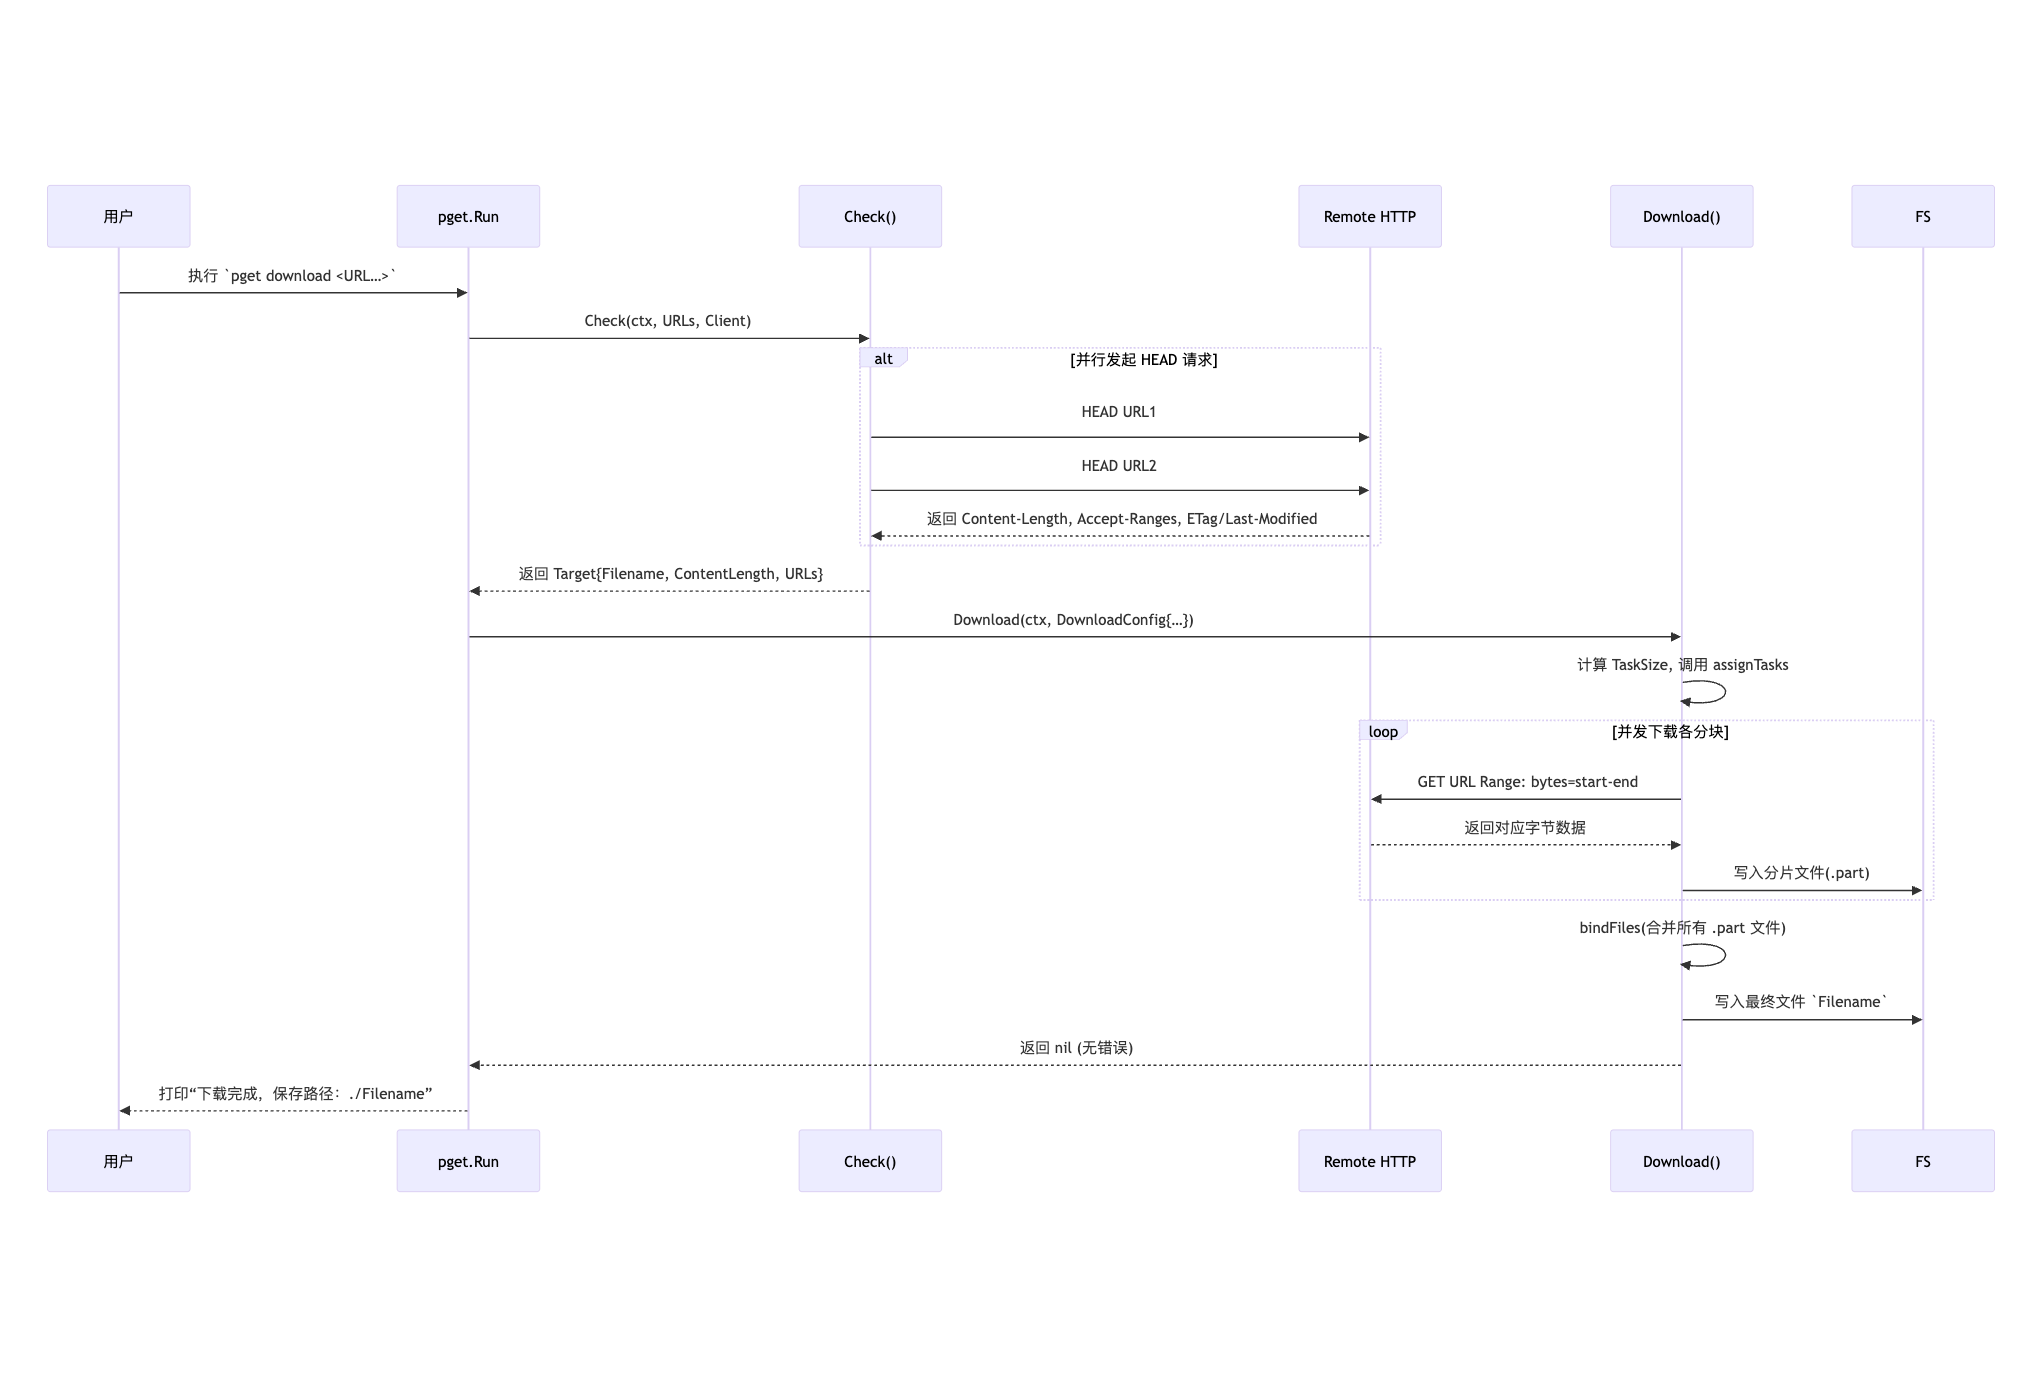 用户
pget.Run
Check()
Remote HTTP
Download()
FS
执行 `pget download <URL...>`
Check(ctx, URLs, Client)
alt
[并行发起 HEAD 请求]
HEAD URL1
HEAD URL2
返回 Content-Length, Accept-Ranges, ETag/Last-Modified
返回 Target{Filename, ContentLength, URLs}
Download(ctx, DownloadConfig{...})
计算 TaskSize, 调用 assignTasks
loop
[并发下载各分块]
GET URL Range: bytes=start-end
返回对应字节数据
写入分片文件(.part)
bindFiles(合并所有 .part 文件)
写入最终文件 `Filename`
返回 nil (无错误)
打印“下载完成，保存路径：./Filename”
用户
pget.Run
Check()
Remote HTTP
Download()
FS